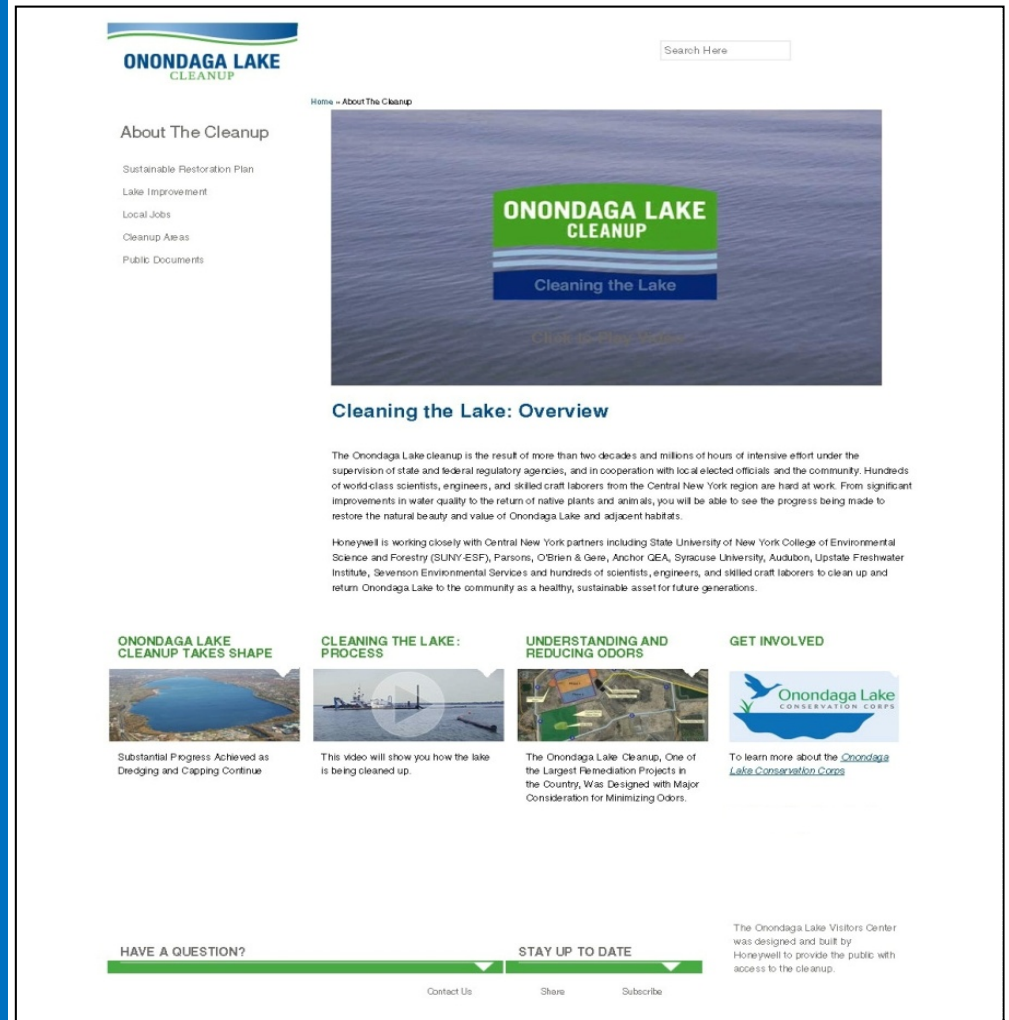 ONONDAGA LAKE
CLEANUP
Search Here
Home » About The Cleanup
About The Cleanup
Sustainable Restoration Plan
Lake Improvement
Local Jobs
Cleanup Areas
Public Documents
ONONDAGA LAKE
CLEANUP
Cleaning the Lake
Click to Play Video
Cleaning the Lake: Overview
The Onondaga Lake cleanup is the result of more than two decades and millions of hours of intensive effort under the
supervision of state and federal regulatory agencies, and in cooperation with local elected officials and the community. Hundreds
of world-class scientists, engineers, and skilled craft laborers from the Central New York region are hard at work. From significant
improvements in water quality to the return of native plants and animals, you will be able to see the progress being made to
restore the natural beauty and value of Onondaga Lake and adjacent habitats.
Honeywell is working closely with Central New York partners including State University of New York College of Environmental
Science and Forestry (SUNY-ESF), Parsons, O'Brien & Gere, Anchor QEA, Syracuse University, Audubon, Upstate Freshwater
Institute, Sevenson Environmental Services and hundreds of scientists, engineers, and skilled craft laborers to clean up and
return Onondaga Lake to the community as a healthy, sustainable asset for future generations.
ONONDAGA LAKE
CLEANUP TAKES SHAPE
Substantial Progress Achieved as
Dredging and Capping Continue
CLEANING THE LAKE:
PROCESS
This video will show you how the lake
is being cleaned up.
UNDERSTANDING AND
REDUCING ODORS
The Onondaga Lake Cleanup, One of
the Largest Remediation Projects in
the Country, Was Designed with Major
Consideration for Minimizing Odors.
GET INVOLVED
Onondaga Lake
CONSERVATION CORPS
To learn more about the Onondaga
Lake Conservation Corps
HAVE A QUESTION?
Contact Us
STAY UP TO DATE
Share
Subscribe
The Onondaga Lake Visitors Center
was designed and built by
Honeywell to provide the public with
access to the cleanup.